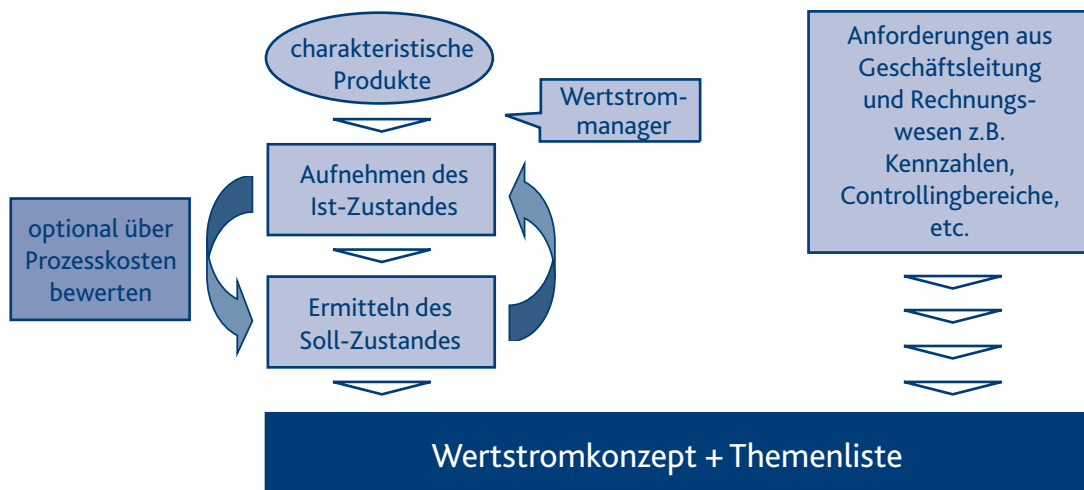 charakteristische
Produkte
Wertstrom-
manager
Aufnehmen des
Ist-Zustandes
optional über
Prozesskosten
bewerten
Ermitteln des
Soll-Zustandes
Anforderungen aus
Geschäftsleitung
und Rechnungs-
wesen z.B.
Kennzahlen,
Controllingbereiche,
etc.
Wertstromkonzept + Themenliste